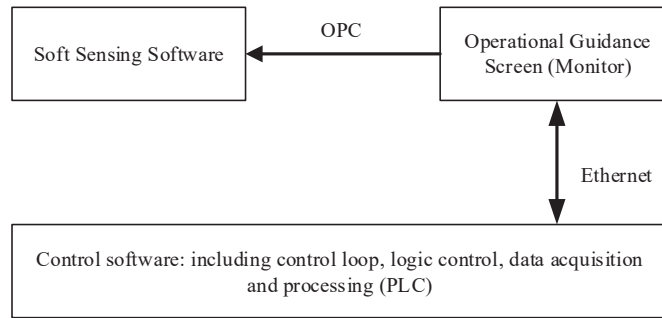 OPC
Soft Sensing Software
Operational Guidance
Screen (Monitor)
Ethernet
Control software: including control loop, logic control, data acquisition
and processing (PLC)